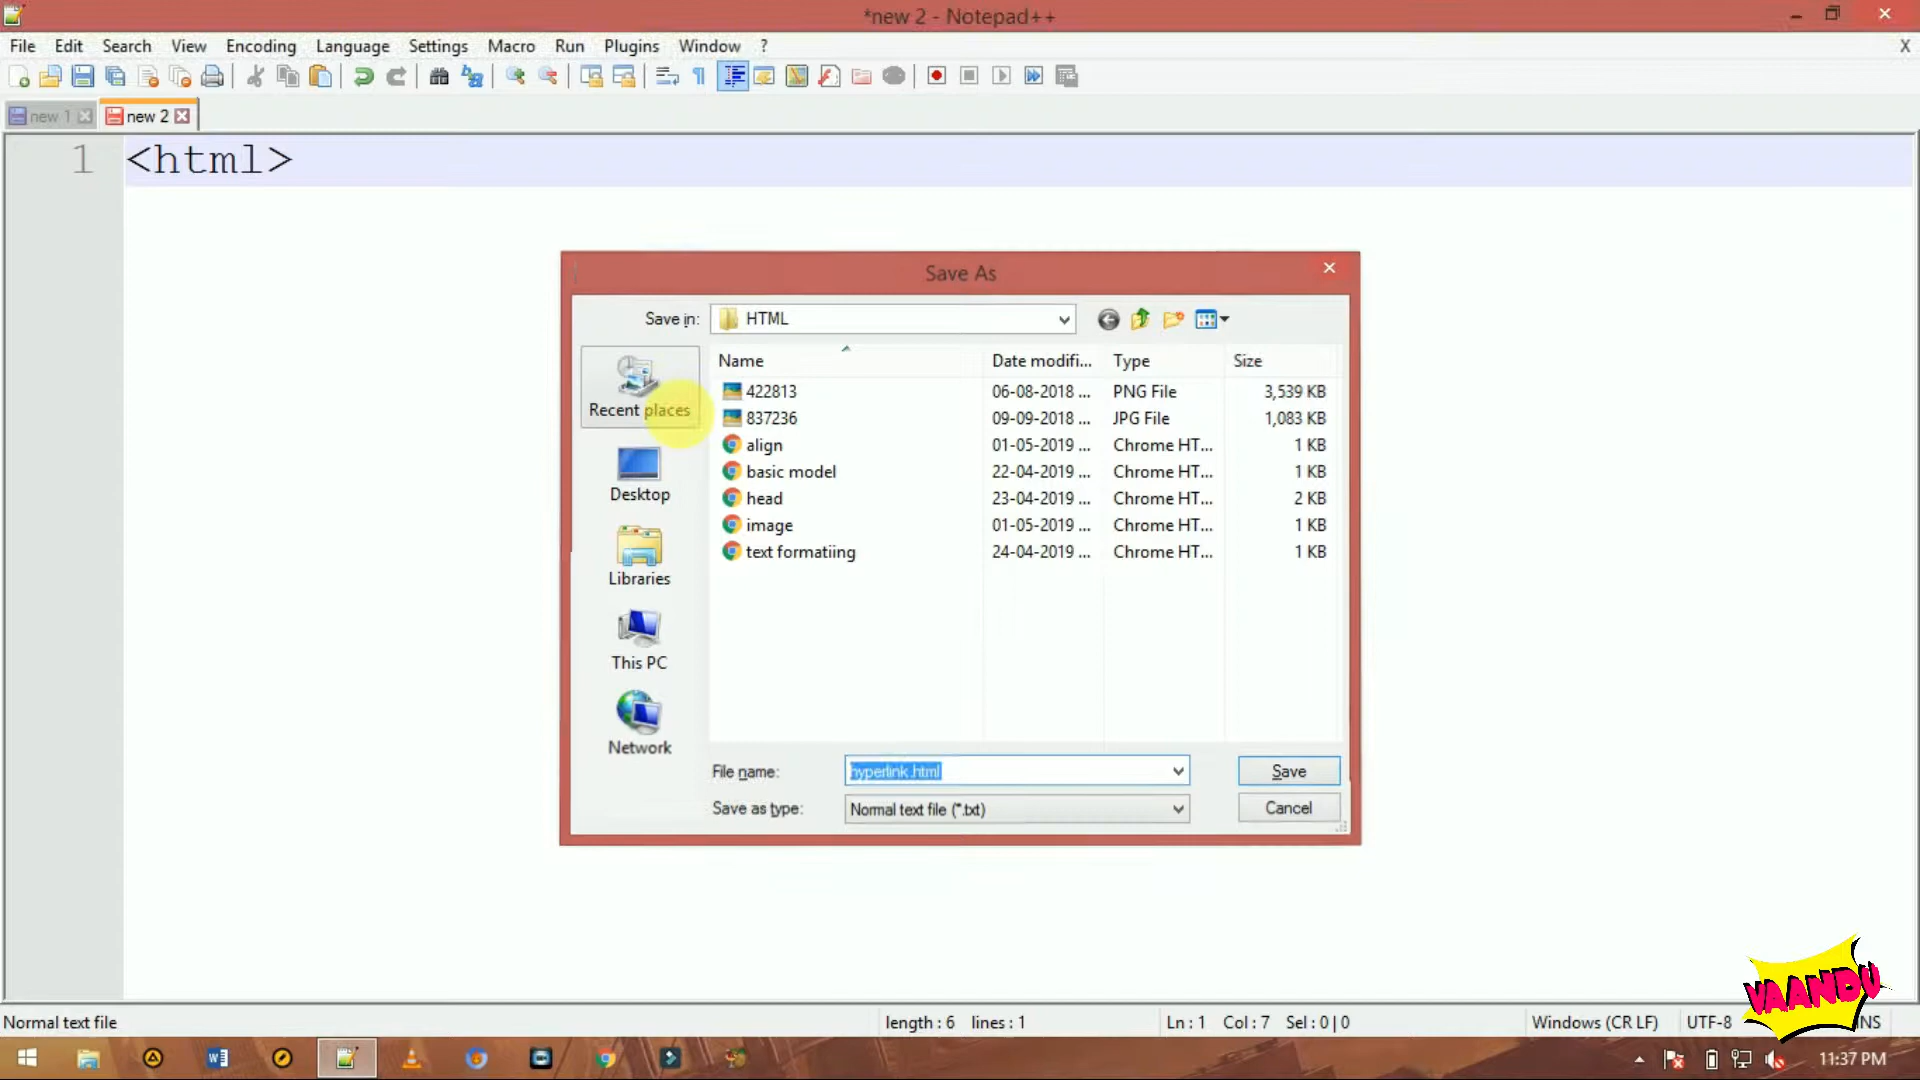 *new 2 - Notepad++
File Edit Search View Encoding Language Settings Macro Run Plugins Window ? X
new 1 new 2
1 <html>
Save As
Save in: HTML
Name Date modifi... Type Size
422813 06-08-2018 ... PNG File 3,539 KB
837236 09-09-2018 ... JPG File 1,083 KB
align 01-05-2019 ... Chrome HT... 1 KB
basic model 22-04-2019 ... Chrome HT... 1 KB
head 23-04-2019 ... Chrome HT... 2 KB
image 01-05-2019 ... Chrome HT... 1 KB
text formatiing 24-04-2019 ... Chrome HT... 1 KB
Recent places
Desktop
Libraries
This PC
Network
File name: hyperlink.html Save
Save as type: Normal text file (*.txt) Cancel
VAANDU
Normal text file length : 6 lines : 1 Ln : 1 Col : 7 Sel : 0 | 0 Windows (CR LF) UTF-8 NS
11:37 PM